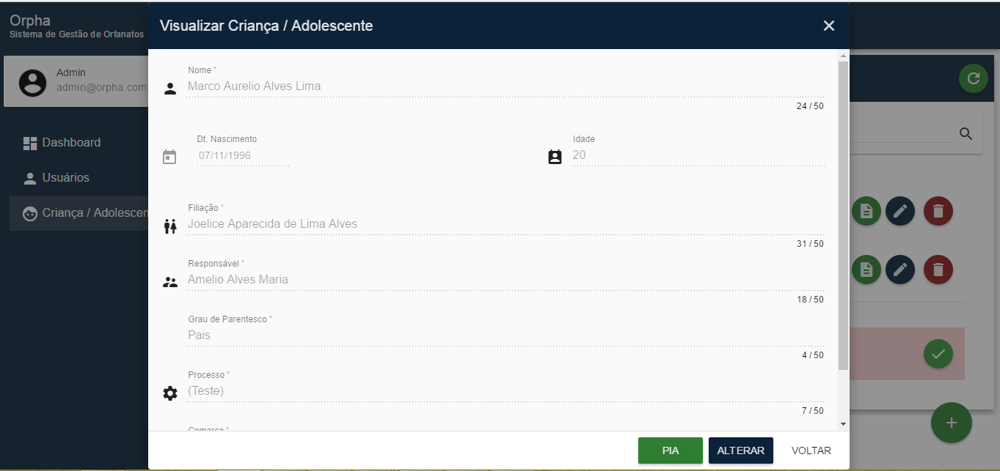 Orpha
Sistema de Gestão de Orfanatos
Admin
admin@orpha.com
Dashboard
Usuários
Criança / Adolescen
Visualizar Criança / Adolescente
Nome *
Marco Aurelio Alves Lima
24 / 50
Dt. Nascimento
07/11/1996
Idade
20
Filiação *
Joelice Aparecida de Lima Alves
31 / 50
Responsável *
Amelio Alves Maria
18 / 50
Grau de Parentesco *
Pais
4 / 50
Processo *
(Teste)
7 / 50
Comarca *
PIA
ALTERAR
VOLTAR